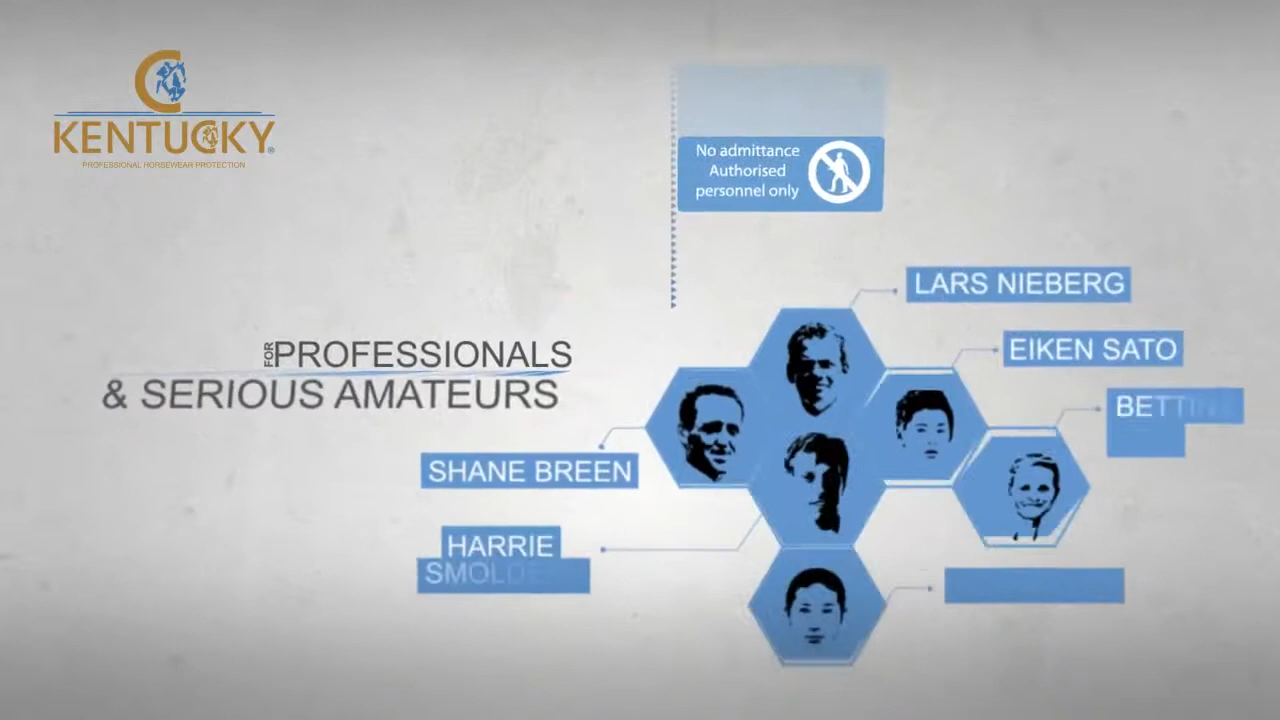 KENTUCKY®
PROFESSIONAL HORSEWEAR PROTECTION
No admittance
Authorised
personnel only
LARS NIEBERG
EIKEN SATO
FOR PROFESSIONALS
& SERIOUS AMATEURS
SHANE BREEN
HARRIE